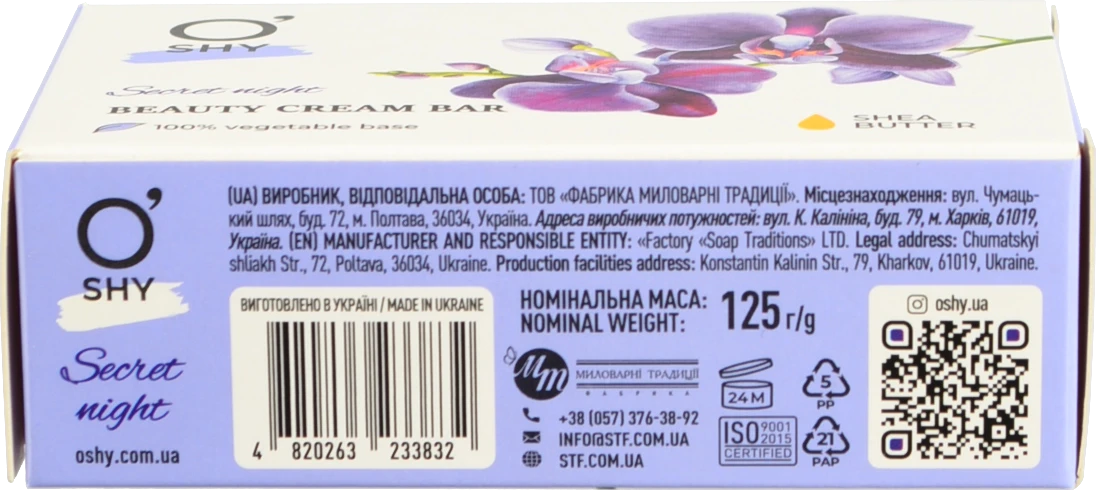 O’
SHY
Secret night
BEAUTY CREAM BAR
100% vegetable base
SHEA
BUTTER
O’
SHY
Secret
night
oshy.com.ua
(UA) ВИРОБНИК, ВІДПОВІДАЛЬНА ОСОБА: ТОВ «ФАБРИКА МИЛОВАРНІ ТРАДИЦІЇ». Місцезнаходження: вул. Чумаць-
кий шлях, буд. 72, м. Полтава, 36034, Україна. Адреса виробничих потужностей: вул. К. Калініна, буд. 79, м. Харків, 61019,
Україна. (EN) MANUFACTURER AND RESPONSIBLE ENTITY: «Factory «Soap Traditions» LTD. Legal address: Chumatskyi
shliakh Str., 72, Poltava, 36034, Ukraine. Production facilities address: Konstantin Kalinin Str., 79, Kharkov, 61019, Ukraine.
ВИГОТОВЛЕНО В УКРАЇНІ / MADE IN UKRAINE
4 820263 233832
НОМІНАЛЬНА МАСА:
NOMINAL WEIGHT:
125 г/g
МТ
МИЛОВАРНІ ТРАДИЦІЇ
ФАБРИКА
+38 (057) 376-38-92
INFO@STF.COM.UA
STF.COM.UA
24 M
ISO 9001
2015
CERTIFIED
5
PP
21
PAP
oshy.ua